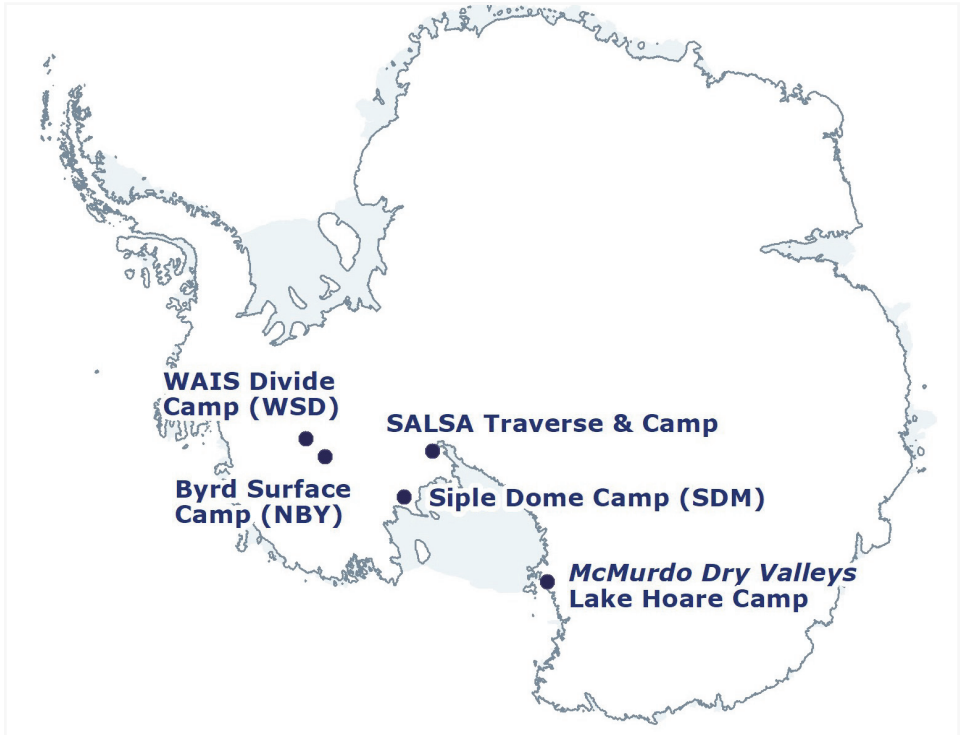 WAIS Divide
Camp (WSD)
SALSA Traverse & Camp
Byrd Surface
Camp (NBY)
Siple Dome Camp (SDM)
McMurdo Dry Valleys
Lake Hoare Camp